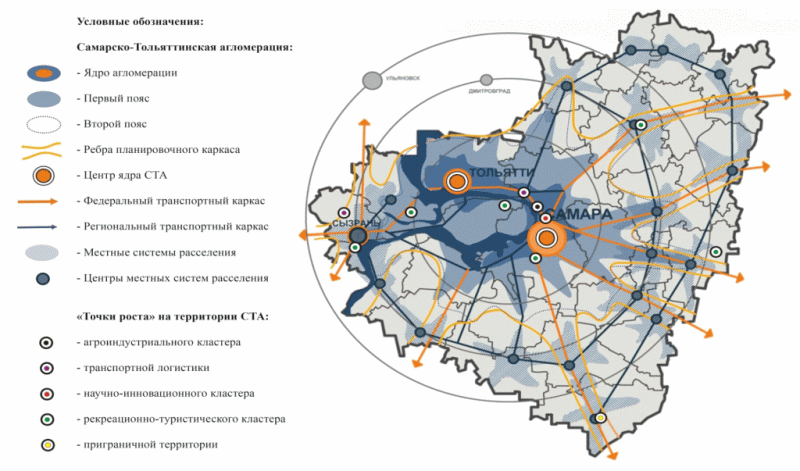 Условные обозначения:
Самарско-Тольяттинская агломерация:
- Ядро агломерации
- Первый пояс
- Второй пояс
- Ребра планировочного каркаса
- Центр ядра СТА
- Федеральный транспортный каркас
- Региональный транспортный каркас
- Местные системы расселения
- Центры местных систем расселения
«Точки роста» на территории СТА:
- агроиндустриального кластера
- транспортной логистики
- научно-инновационного кластера
- рекреационно-туристического кластера
- приграничной территории
УЛЬЯНОВСК
ДМИТРОВГРАД
ТОЛЬЯТТИ
САМАРА
СЫЗРАНЬ